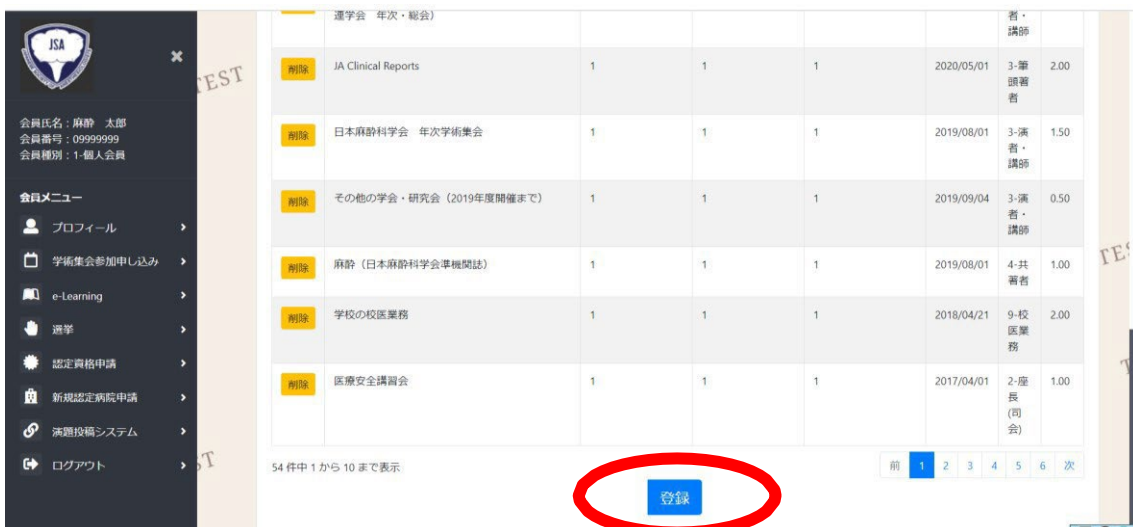 JSA
会員氏名：麻酔　太郎
会員番号：09999999
会員種別：1-個人会員
会員メニュー
プロフィール
学術集会参加申し込み
e-Learning
選挙
認定資格申請
新規認定病院申請
演題投稿システム
ログアウト
TEST
連学会　年次・総会）
者・
講師
削除 JA Clinical Reports 1 1 1 2020/05/01 3-筆 2.00
頭著
者
削除 日本麻酔科学会　年次学術集会 1 1 1 2019/08/01 3-演 1.50
者・
講師
削除 その他の学会・研究会（2019年度開催まで） 1 1 1 2019/09/04 3-演 0.50
者・
講師
削除 麻酔（日本麻酔科学会準機関誌） 1 1 1 2019/08/01 4-共 1.00
著者
削除 学校の校医業務 1 1 1 2018/04/21 9-校 2.00
医業
務
削除 医療安全講習会 1 1 1 2017/04/01 2-座 1.00
長
(司
会)
54 件中 1 から 10 まで表示
前 1 2 3 4 5 6 次
登録